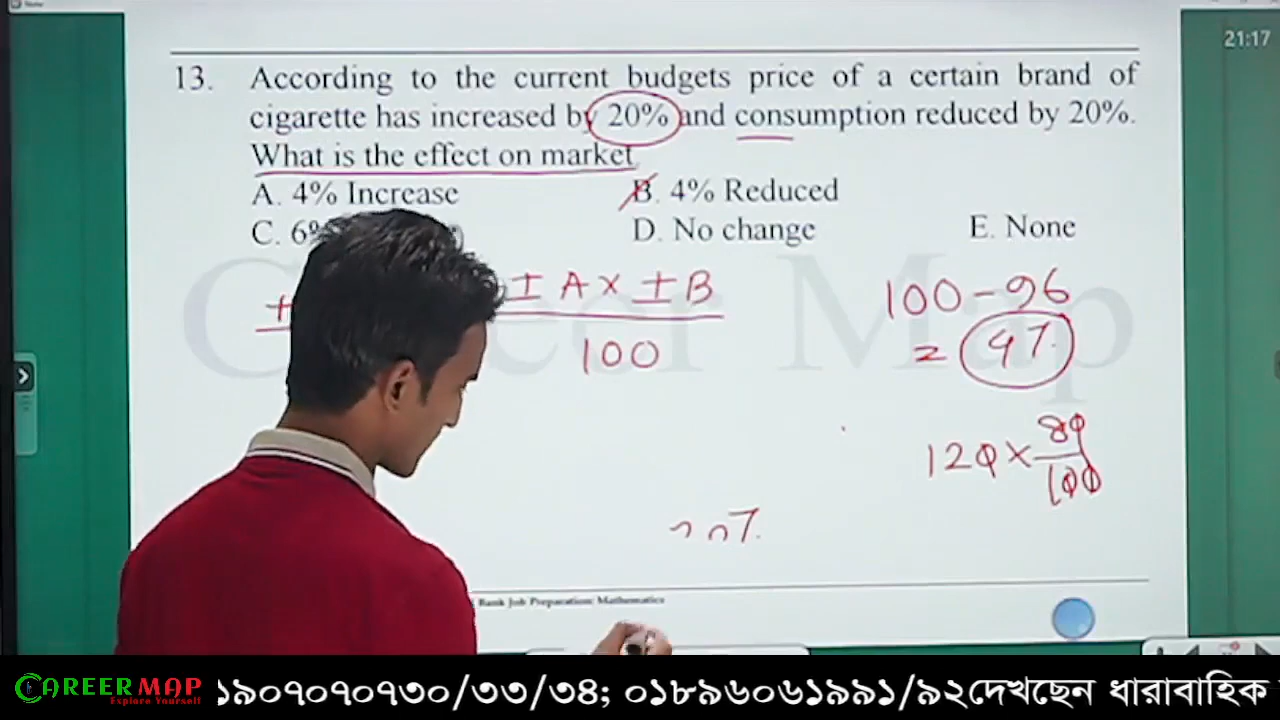 21:17
13. According to the current budgets price of a certain brand of
cigarette has increased by 20% and consumption reduced by 20%.
What is the effect on market
A. 4% Increase B. 4% Reduced
C. 6% D. No change E. None
Career Map
± A × ± B
100
100 - 96
= 4%
120 × 80
100
Bank Job Preparation: Mathematics
CAREER MAP
Explore Yourself
১৯০৭০৭০৭৩০/৩৩/৩৪; ০১৮৯৬০৬১৯৯১/৯২দেখছেন ধারাবাহিক